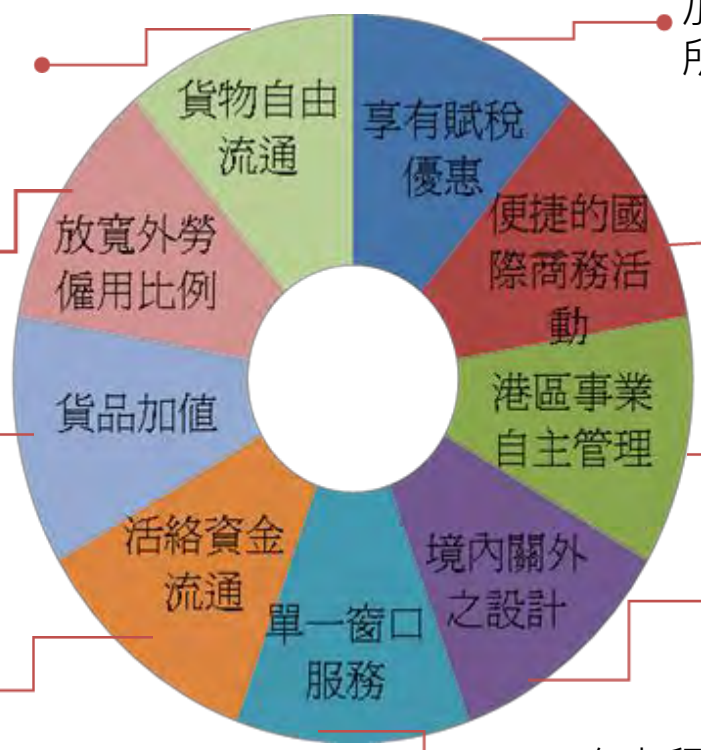 享有賦稅
優惠
便捷的國
際商務活
動
港區事業
自主管理
境內關外
之設計
單一窗口
服務
活絡資金
流通
貨品加值
放寬外勞
僱用比例
貨物自由
流通